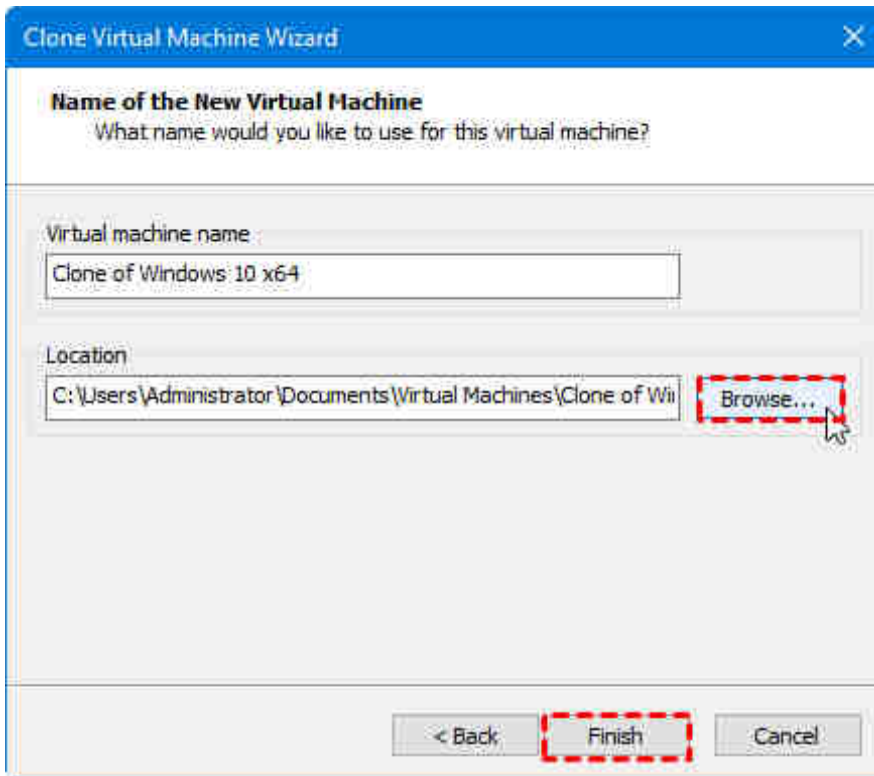 Clone Virtual Machine Wizard
Name of the New Virtual Machine
What name would you like to use for this virtual machine?
Virtual machine name
Clone of Windows 10 x64
Location
C:\Users\Administrator\Documents\Virtual Machines\Clone of Wi
Browse...
< Back
Finish
Cancel